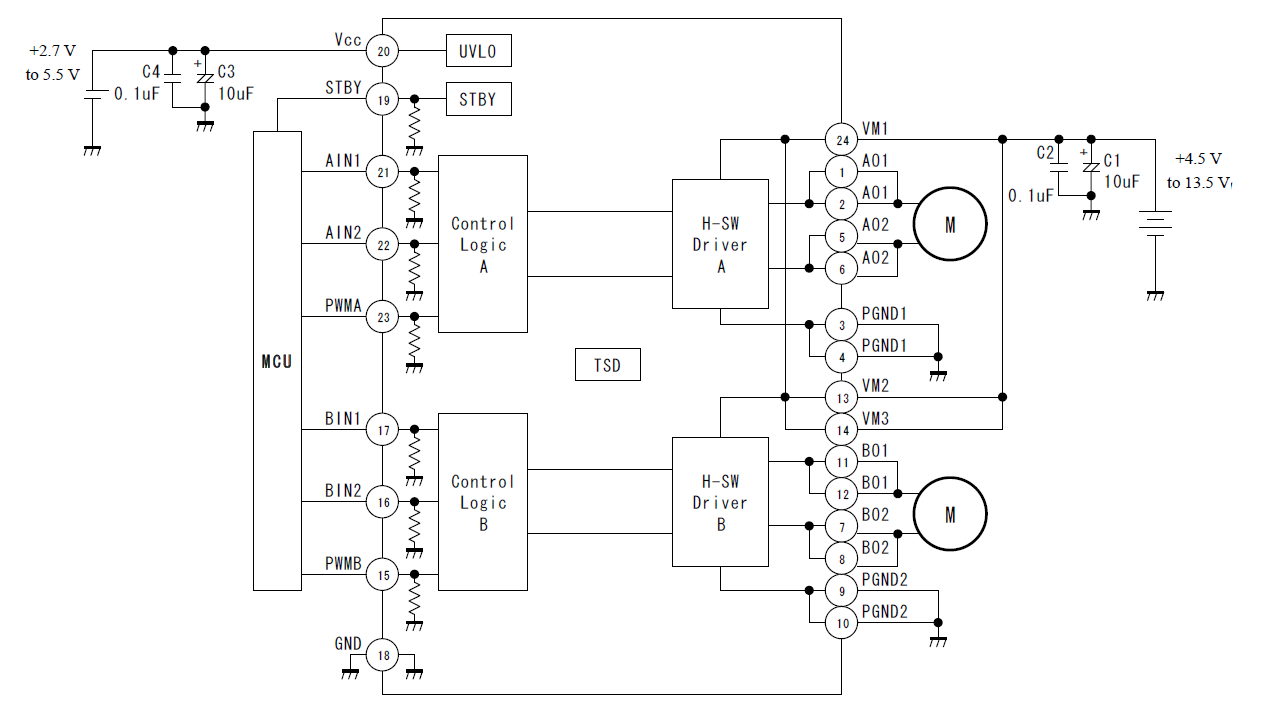 +2.7 V
to 5.5 V
C4
0.1uF
+
C3
10uF
Vcc
20
UVLO
STBY
19
STBY
MCU
AIN1
21
AIN2
22
PWMA
23
Control
Logic
A
BIN1
17
BIN2
16
PWMB
15
Control
Logic
B
GND
18
TSD
H-SW
Driver
A
H-SW
Driver
B
24
VM1
1
AO1
2
AO1
5
AO2
6
AO2
M
3
PGND1
4
PGND1
13
VM2
14
VM3
11
BO1
12
BO1
7
BO2
8
BO2
M
9
PGND2
10
PGND2
C2
0.1uF
+
C1
10uF
+4.5 V
to 13.5 V